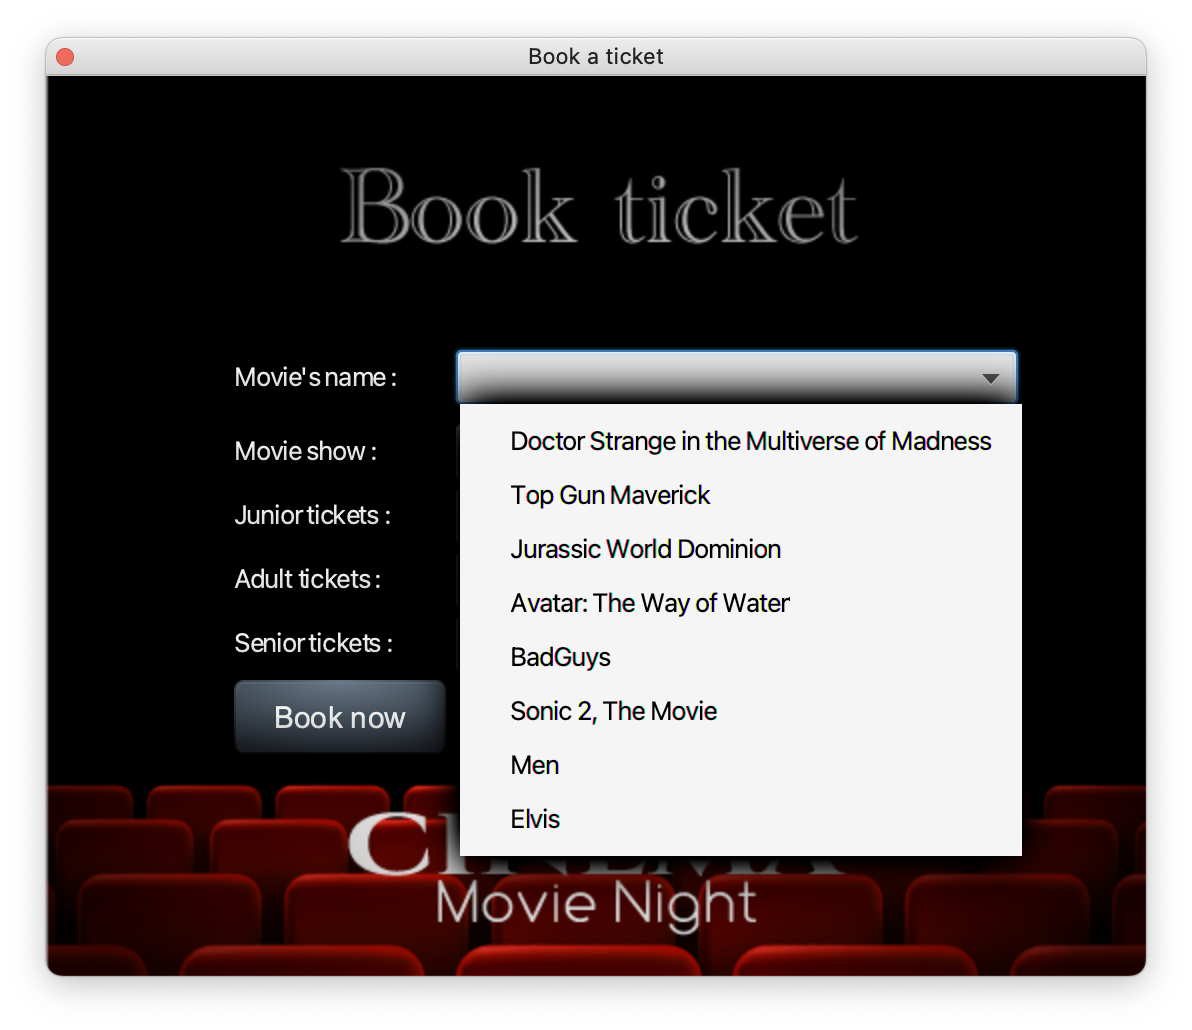 Book a ticket
Book ticket
Movie's name :
Doctor Strange in the Multiverse of Madness
Movie show :
Top Gun Maverick
Junior tickets :
Jurassic World Dominion
Adult tickets :
Avatar: The Way of Water
Senior tickets :
BadGuys
Book now
Sonic 2, The Movie
Men
Elvis
CINEMA
Movie Night